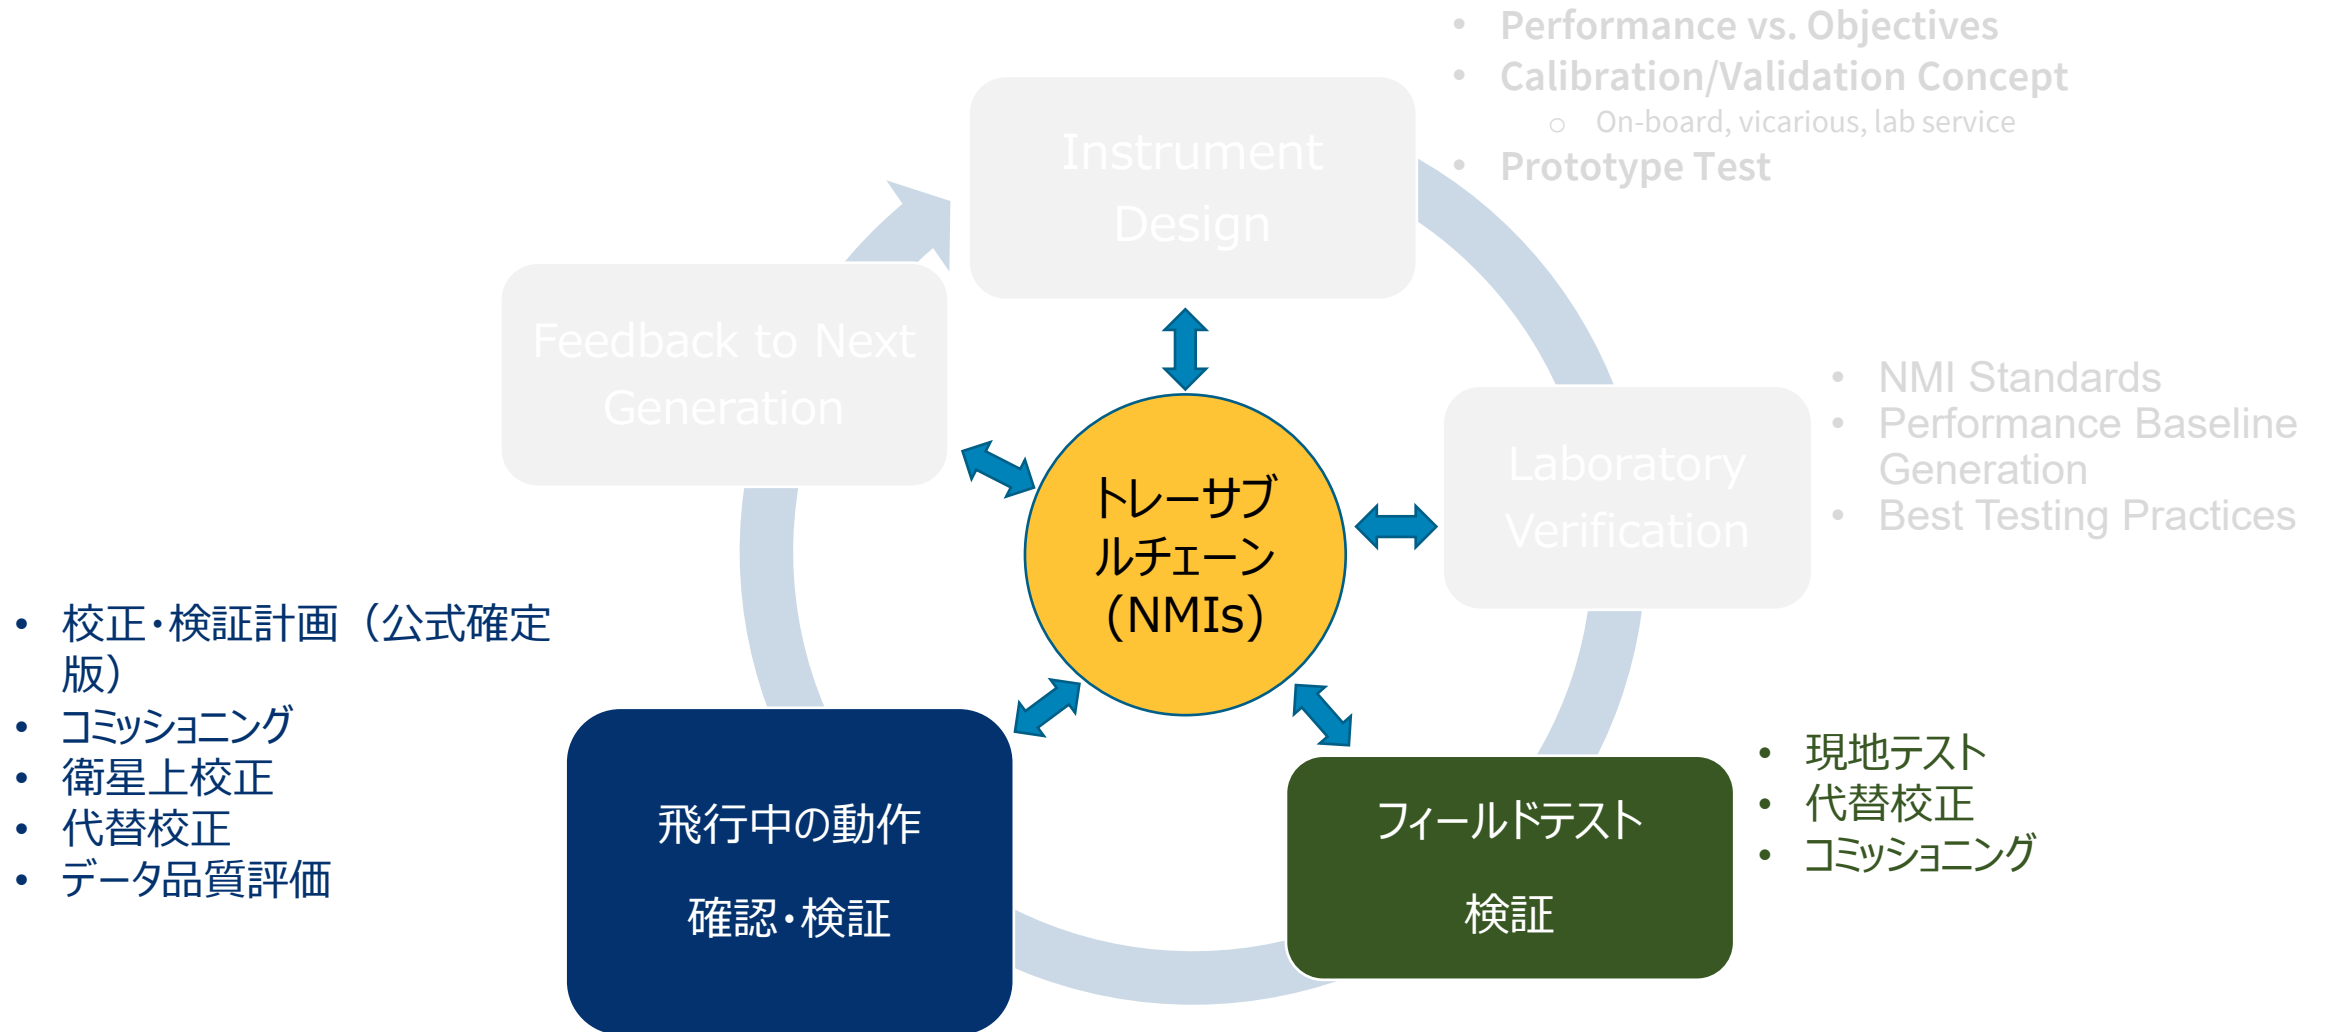 • Performance vs. Objectives
• Calibration/Validation Concept
○ On-board, vicarious, lab service
• Prototype Test
Instrument
Design
Feedback to Next
Generation
Laboratory
Verification
• NMI Standards
• Performance Baseline
Generation
• Best Testing Practices
トレーサブ
ルチェーン
(NMIs)
• 校正・検証計画（公式確定
版）
• コミッショニング
• 衛星上校正
• 代替校正
• データ品質評価
飛行中の動作
確認・検証
フィールドテスト
検証
• 現地テスト
• 代替校正
• コミッショニング